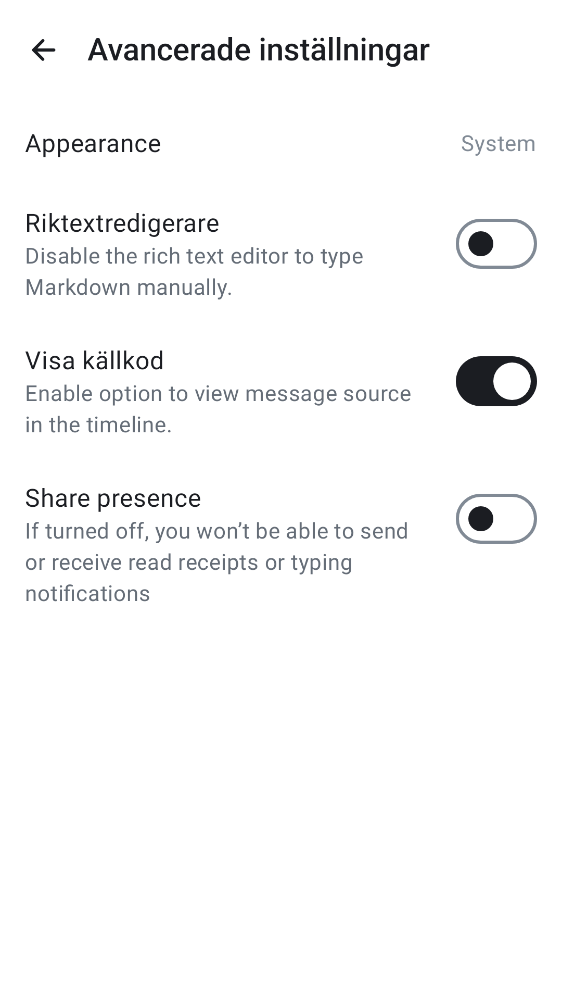 Avancerade inställningar
Appearance
System
Riktextredigerare
Disable the rich text editor to type
Markdown manually.
Visa källkod
Enable option to view message source
in the timeline.
Share presence
If turned off, you won’t be able to send
or receive read receipts or typing
notifications